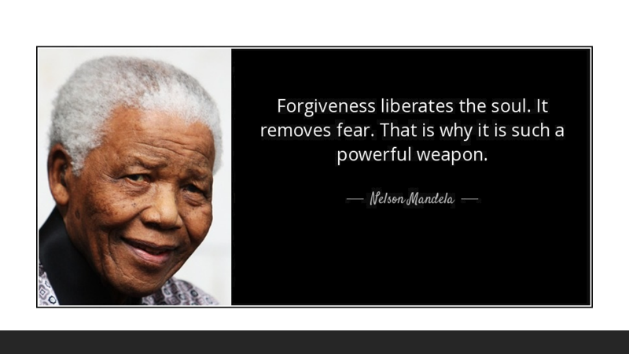 Forgiveness liberates the soul. It
removes fear. That is why it is such a
powerful weapon.
— Nelson Mandela —